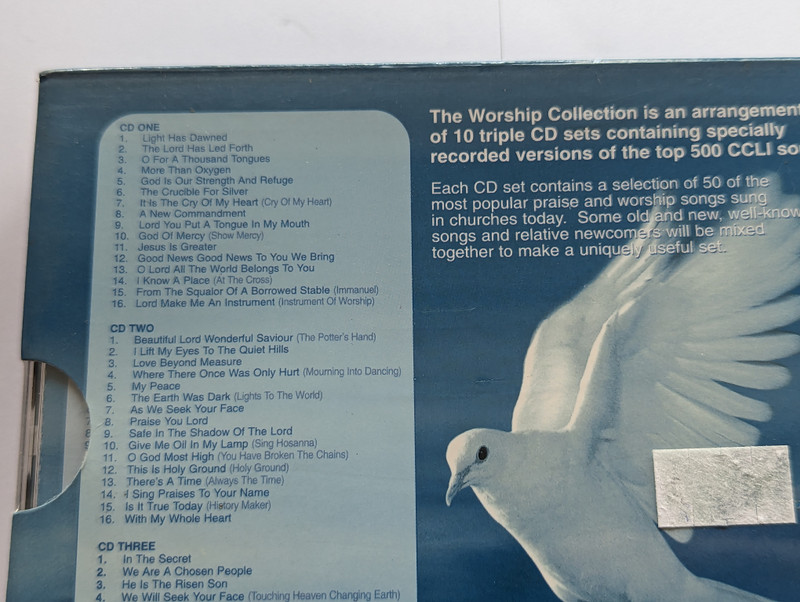 CD ONE
1. Light Has Dawned
2. The Lord Has Led Forth
3. O For A Thousand Tongues
4. More Than Oxygen
5. God Is Our Strength And Refuge
6. The Crucible For Silver
7. It Is The Cry Of My Heart (Cry Of My Heart)
8. A New Commandment
9. Lord You Put A Tongue In My Mouth
10. God Of Mercy (Show Mercy)
11. Jesus Is Greater
12. Good News Good News To You We Bring
13. O Lord All The World Belongs To You
14. I Know A Place (At The Cross)
15. From The Squalor Of A Borrowed Stable (Immanuel)
16. Lord Make Me An Instrument (Instrument Of Worship)
CD TWO
1. Beautiful Lord Wonderful Saviour (The Potter's Hand)
2. I Lift My Eyes To The Quiet Hills
3. Love Beyond Measure
4. Where There Once Was Only Hurt (Mourning Into Dancing)
5. My Peace
6. The Earth Was Dark (Lights To The World)
7. As We Seek Your Face
8. Praise You Lord
9. Safe In The Shadow Of The Lord
10. Give Me Oil In My Lamp (Sing Hosanna)
11. O God Most High (You Have Broken The Chains)
12. This Is Holy Ground (Holy Ground)
13. There's A Time (Always The Time)
14. I Sing Praises To Your Name
15. Is It True Today (History Maker)
16. With My Whole Heart
CD THREE
1. In The Secret
2. We Are A Chosen People
3. He Is The Risen Son
4. We Will Seek Your Face (Touching Heaven Changing Earth)
The Worship Collection is an arrangement
of 10 triple CD sets containing specially
recorded versions of the top 500 CCLI so
Each CD set contains a selection of 50 of the
most popular praise and worship songs sung
in churches today. Some old and new, well-know
songs and relative newcomers will be mixed
together to make a uniquely useful set.